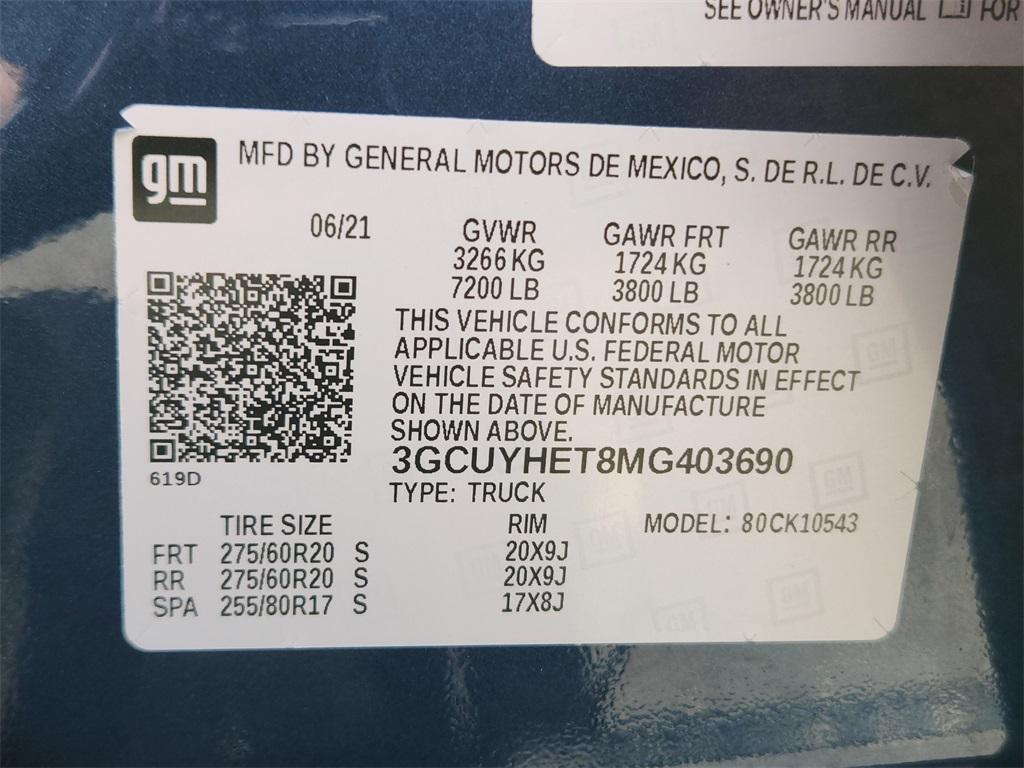 SEE OWNER'S MANUAL FOR
gm
MFD BY GENERAL MOTORS DE MEXICO, S. DE R.L. DE C.V.
06/21 GVWR GAWR FRT GAWR RR
3266 KG 1724 KG 1724 KG
7200 LB 3800 LB 3800 LB
THIS VEHICLE CONFORMS TO ALL
APPLICABLE U.S. FEDERAL MOTOR
VEHICLE SAFETY STANDARDS IN EFFECT
ON THE DATE OF MANUFACTURE
SHOWN ABOVE.
3GCUYHET8MG403690
619D
TYPE: TRUCK
TIRE SIZE RIM MODEL: 80CK10543
FRT 275/60R20 S 20X9J
RR 275/60R20 S 20X9J
SPA 255/80R17 S 17X8J